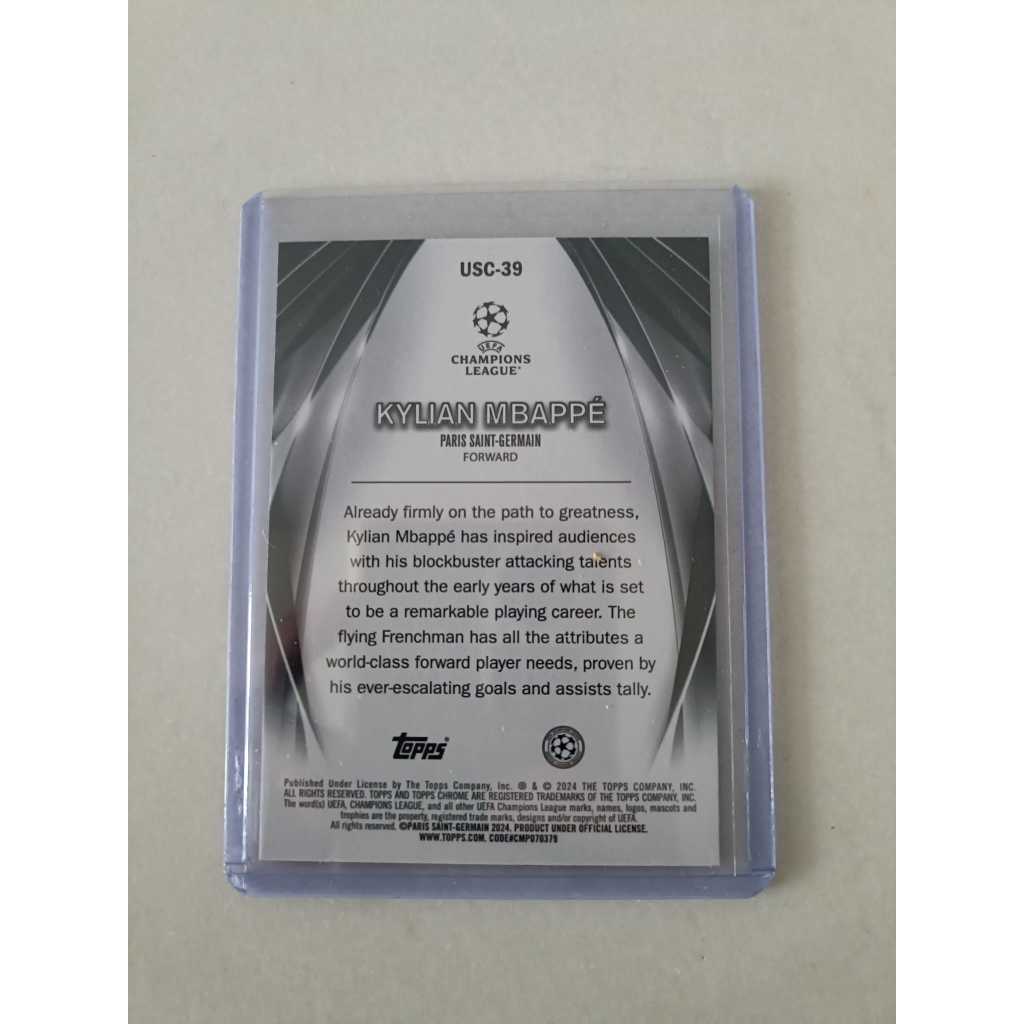 USC-39
UEFA
CHAMPIONS
LEAGUE®
KYLIAN MBAPPÉ
PARIS SAINT-GERMAIN
FORWARD
Already firmly on the path to greatness,
Kylian Mbappé has inspired audiences
with his blockbuster attacking talents
throughout the early years of what is set
to be a remarkable playing career. The
flying Frenchman has all the attributes a
world-class forward player needs, proven by
his ever-escalating goals and assists tally.
Topps®
Published Under License by The Topps Company, Inc. ® & © 2024 THE TOPPS COMPANY, INC.
ALL RIGHTS RESERVED. TOPPS AND TOPPS CHROME ARE REGISTERED TRADEMARKS OF THE TOPPS COMPANY, INC.
The word(s) UEFA, CHAMPIONS LEAGUE, and all other UEFA Champions League marks, names, logos, mascots and
trophies are the property, registered trade marks, designs and/or copyright of UEFA.
All rights reserved. ©PARIS SAINT-GERMAIN 2024. PRODUCT UNDER OFFICIAL LICENSE.
WWW.TOPPS.COM. CODE#CMP070379